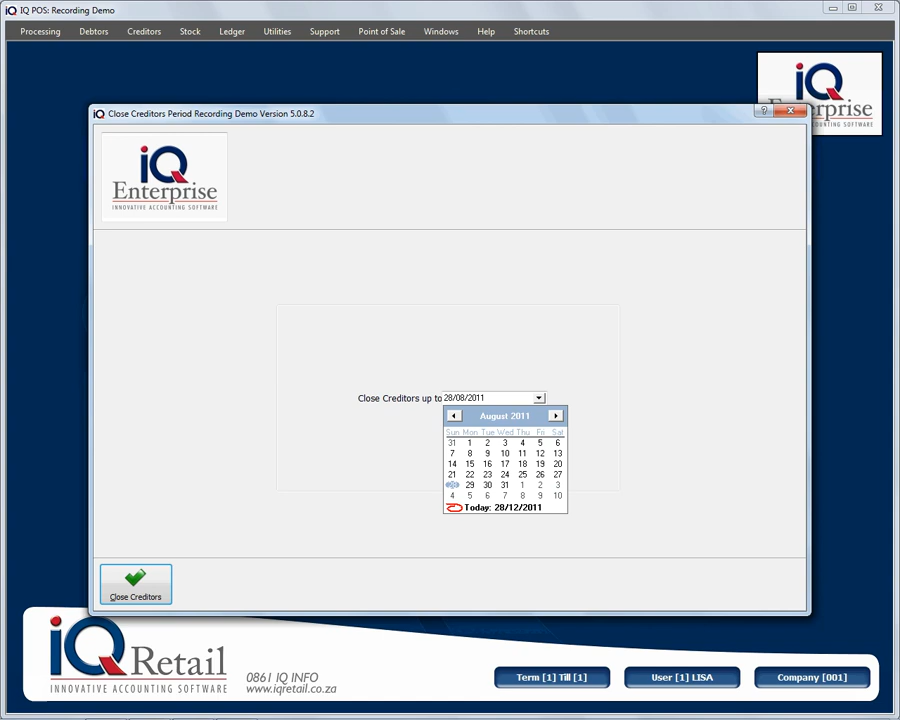 IQ POS: Recording Demo
Processing Debtors Creditors Stock Ledger Utilities Support Point of Sale Windows Help Shortcuts
iQ
Enterprise
ACCOUNTING SOFTWARE
Close Creditors Period Recording Demo Version 5.0.8.2
?
iQ
Enterprise
INNOVATIVE ACCOUNTING SOFTWARE
Close Creditors up to 28/08/2011
August 2011
Sun Mon Tue Wed Thu Fri Sat
31 1 2 3 4 5 6
7 8 9 10 11 12 13
14 15 16 17 18 19 20
21 22 23 24 25 26 27
28 29 30 31 1 2 3
4 5 6 7 8 9 10
Today: 28/12/2011
Close Creditors
iQ Retail
INNOVATIVE ACCOUNTING SOFTWARE
0861 IQ INFO
www.iqretail.co.za
Term [1] Till [1]
User [1] LISA
Company [001]